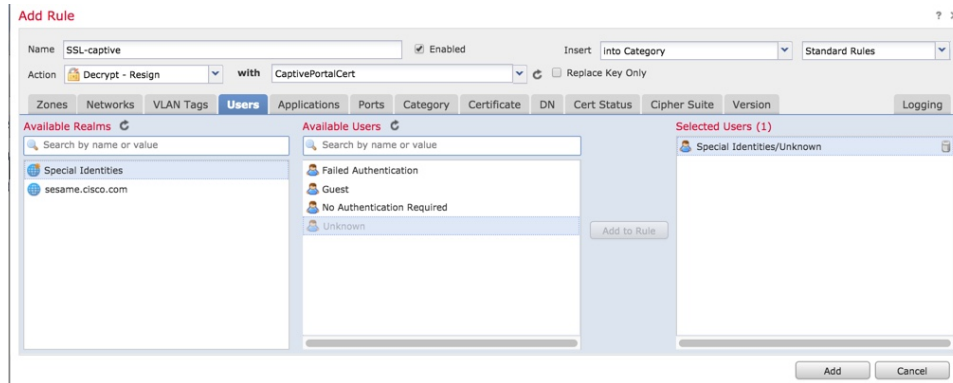 Add Rule ?
Name SSL-captive Enabled Insert into Category Standard Rules
Action Decrypt - Resign with CaptivePortalCert Replace Key Only
Zones Networks VLAN Tags Users Applications Ports Category Certificate DN Cert Status Cipher Suite Version Logging
Available Realms Available Users Selected Users (1)
Search by name or value Search by name or value Special Identities/Unknown
Special Identities Failed Authentication
sesame.cisco.com Guest
No Authentication Required
Unknown
Add to Rule
Add Cancel